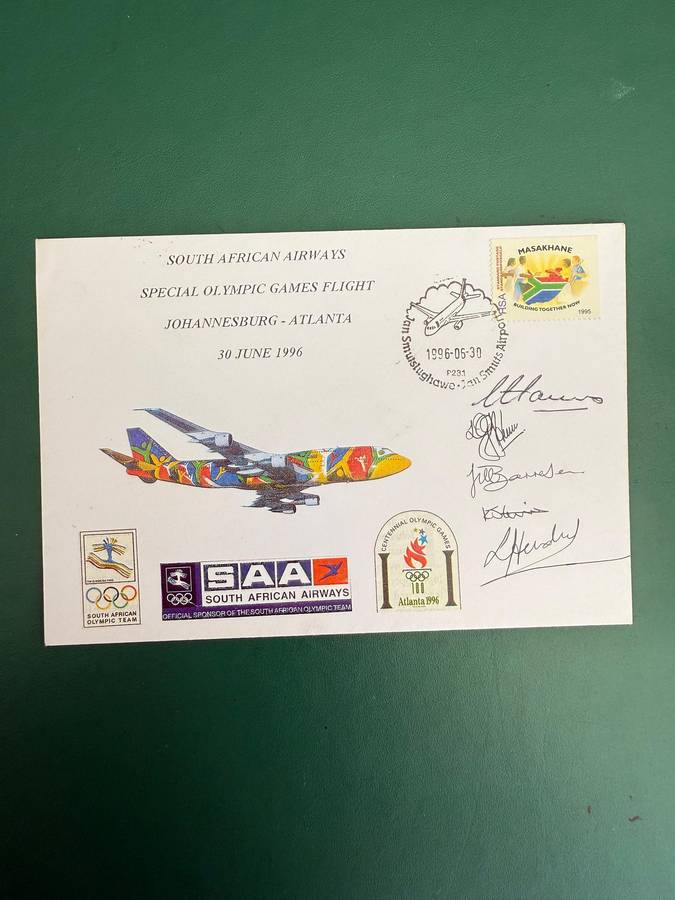 SOUTH AFRICAN AIRWAYS
SPECIAL OLYMPIC GAMES FLIGHT
JOHANNESBURG - ATLANTA
30 JUNE 1996
MASAKHANE
BUILDING TOGETHER NOW
1995
RSA
Jan Smutslughawe · Jan Smuts Airport
1996-06-30
P231
SOUTH AFRICAN
OLYMPIC TEAM
SAA
SOUTH AFRICAN AIRWAYS
OFFICIAL SPONSOR OF THE SOUTH AFRICAN OLYMPIC TEAM
CENTENNIAL OLYMPIC GAMES
100
Atlanta 1996